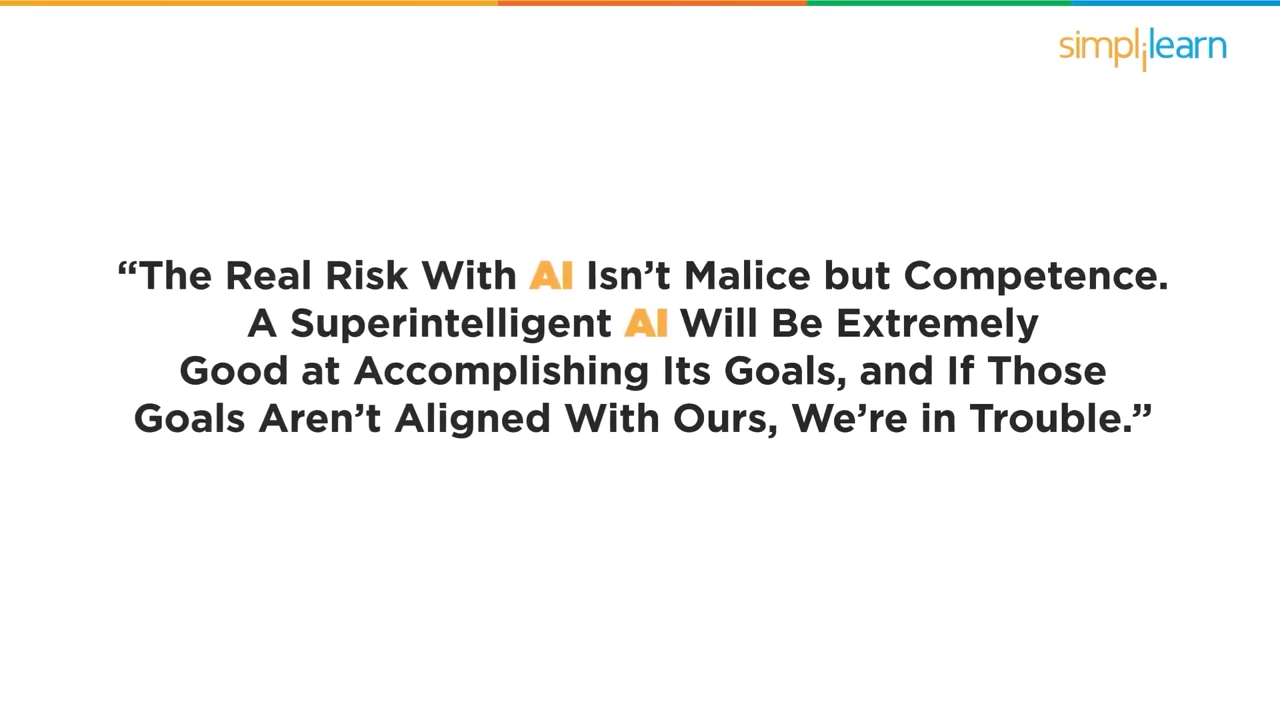 simplilearn
“The Real Risk With AI Isn’t Malice but Competence.
A Superintelligent AI Will Be Extremely
Good at Accomplishing Its Goals, and If Those
Goals Aren’t Aligned With Ours, We’re in Trouble.”